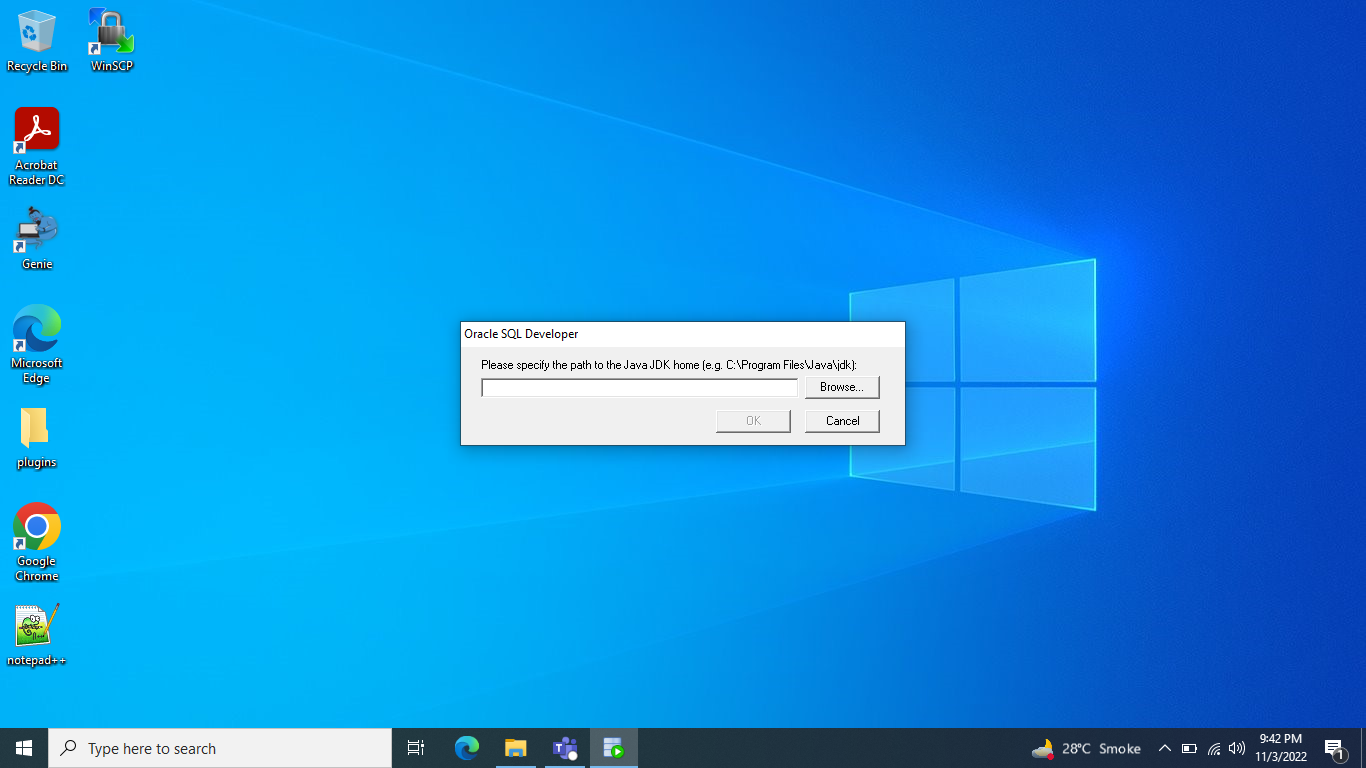 Recycle Bin
WinSCP
Acrobat
Reader DC
Genie
Microsoft
Edge
plugins
Google
Chrome
notepad++
Oracle SQL Developer
Please specify the path to the Java JDK home (e.g. C:\Program Files\Java\jdk):
Browse...
OK
Cancel
Type here to search
28°C Smoke
9:42 PM
11/3/2022
1